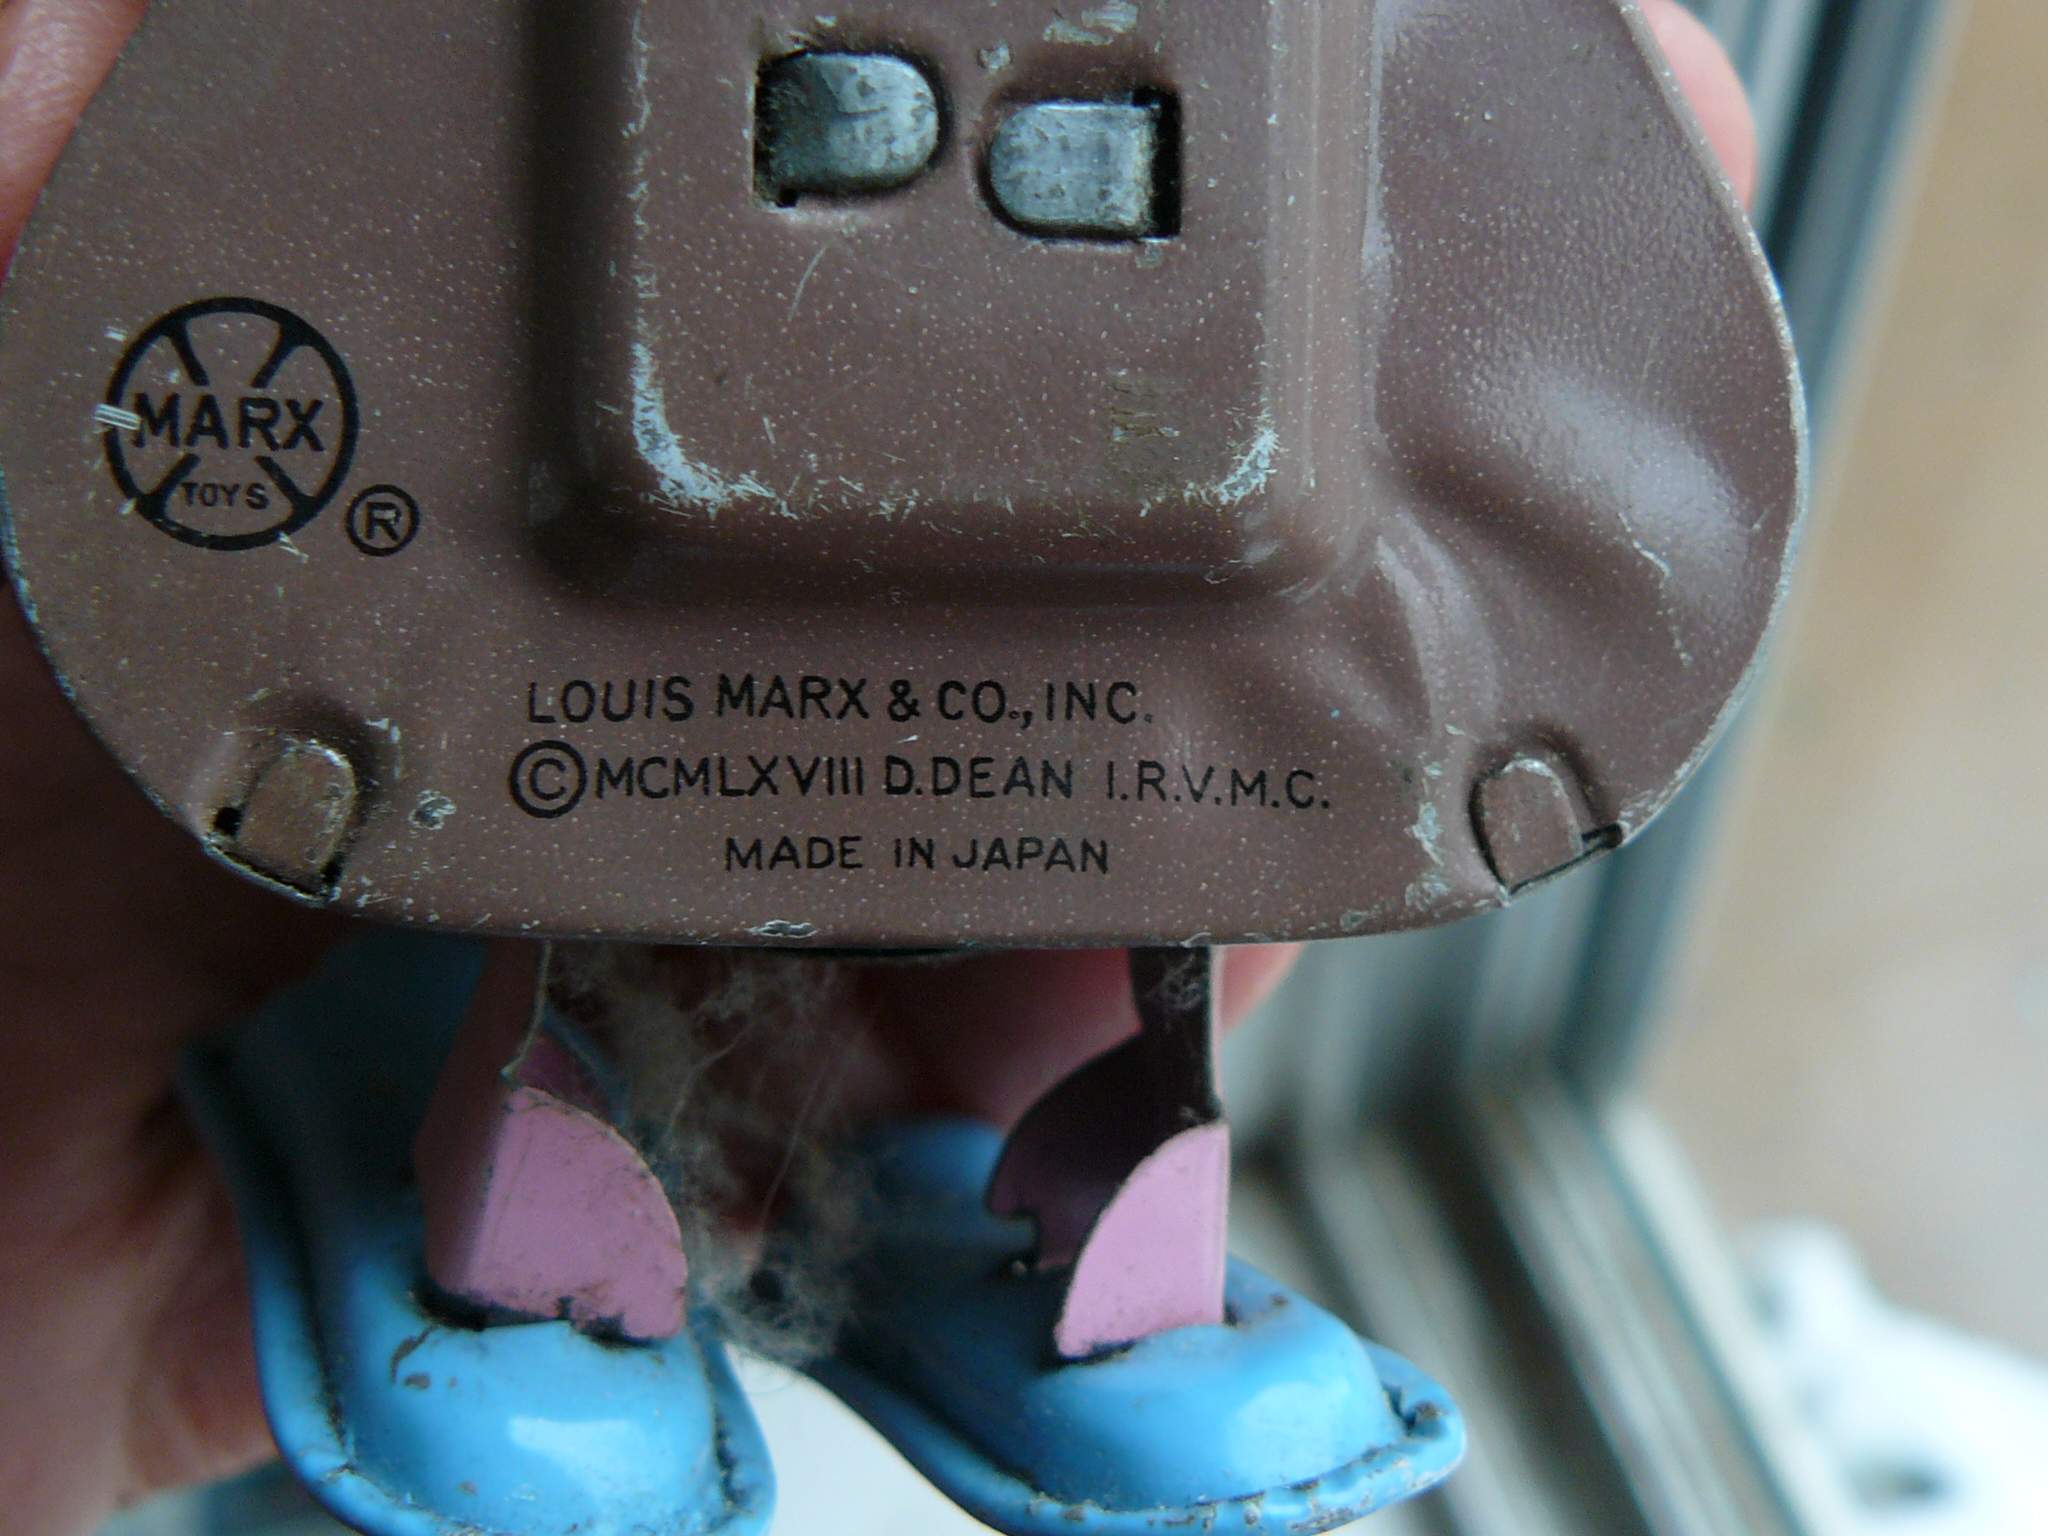 MARX
TOYS
®
LOUIS MARX & CO., INC.
©MCMLXVIII D. DEAN I.R.V.M.C.
MADE IN JAPAN